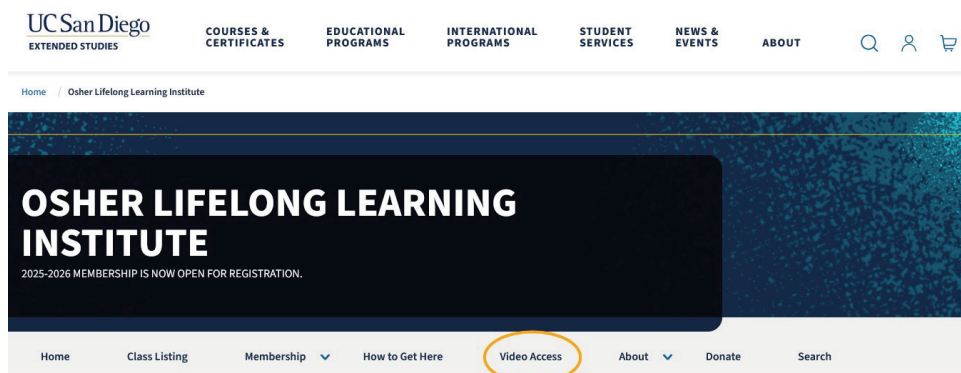 UC San Diego
EXTENDED STUDIES
COURSES &
CERTIFICATES
EDUCATIONAL
PROGRAMS
INTERNATIONAL
PROGRAMS
STUDENT
SERVICES
NEWS &
EVENTS
ABOUT
Home / Osher Lifelong Learning Institute
OSHER LIFELONG LEARNING
INSTITUTE
2025-2026 MEMBERSHIP IS NOW OPEN FOR REGISTRATION.
Home Class Listing Membership How to Get Here Video Access About Donate Search